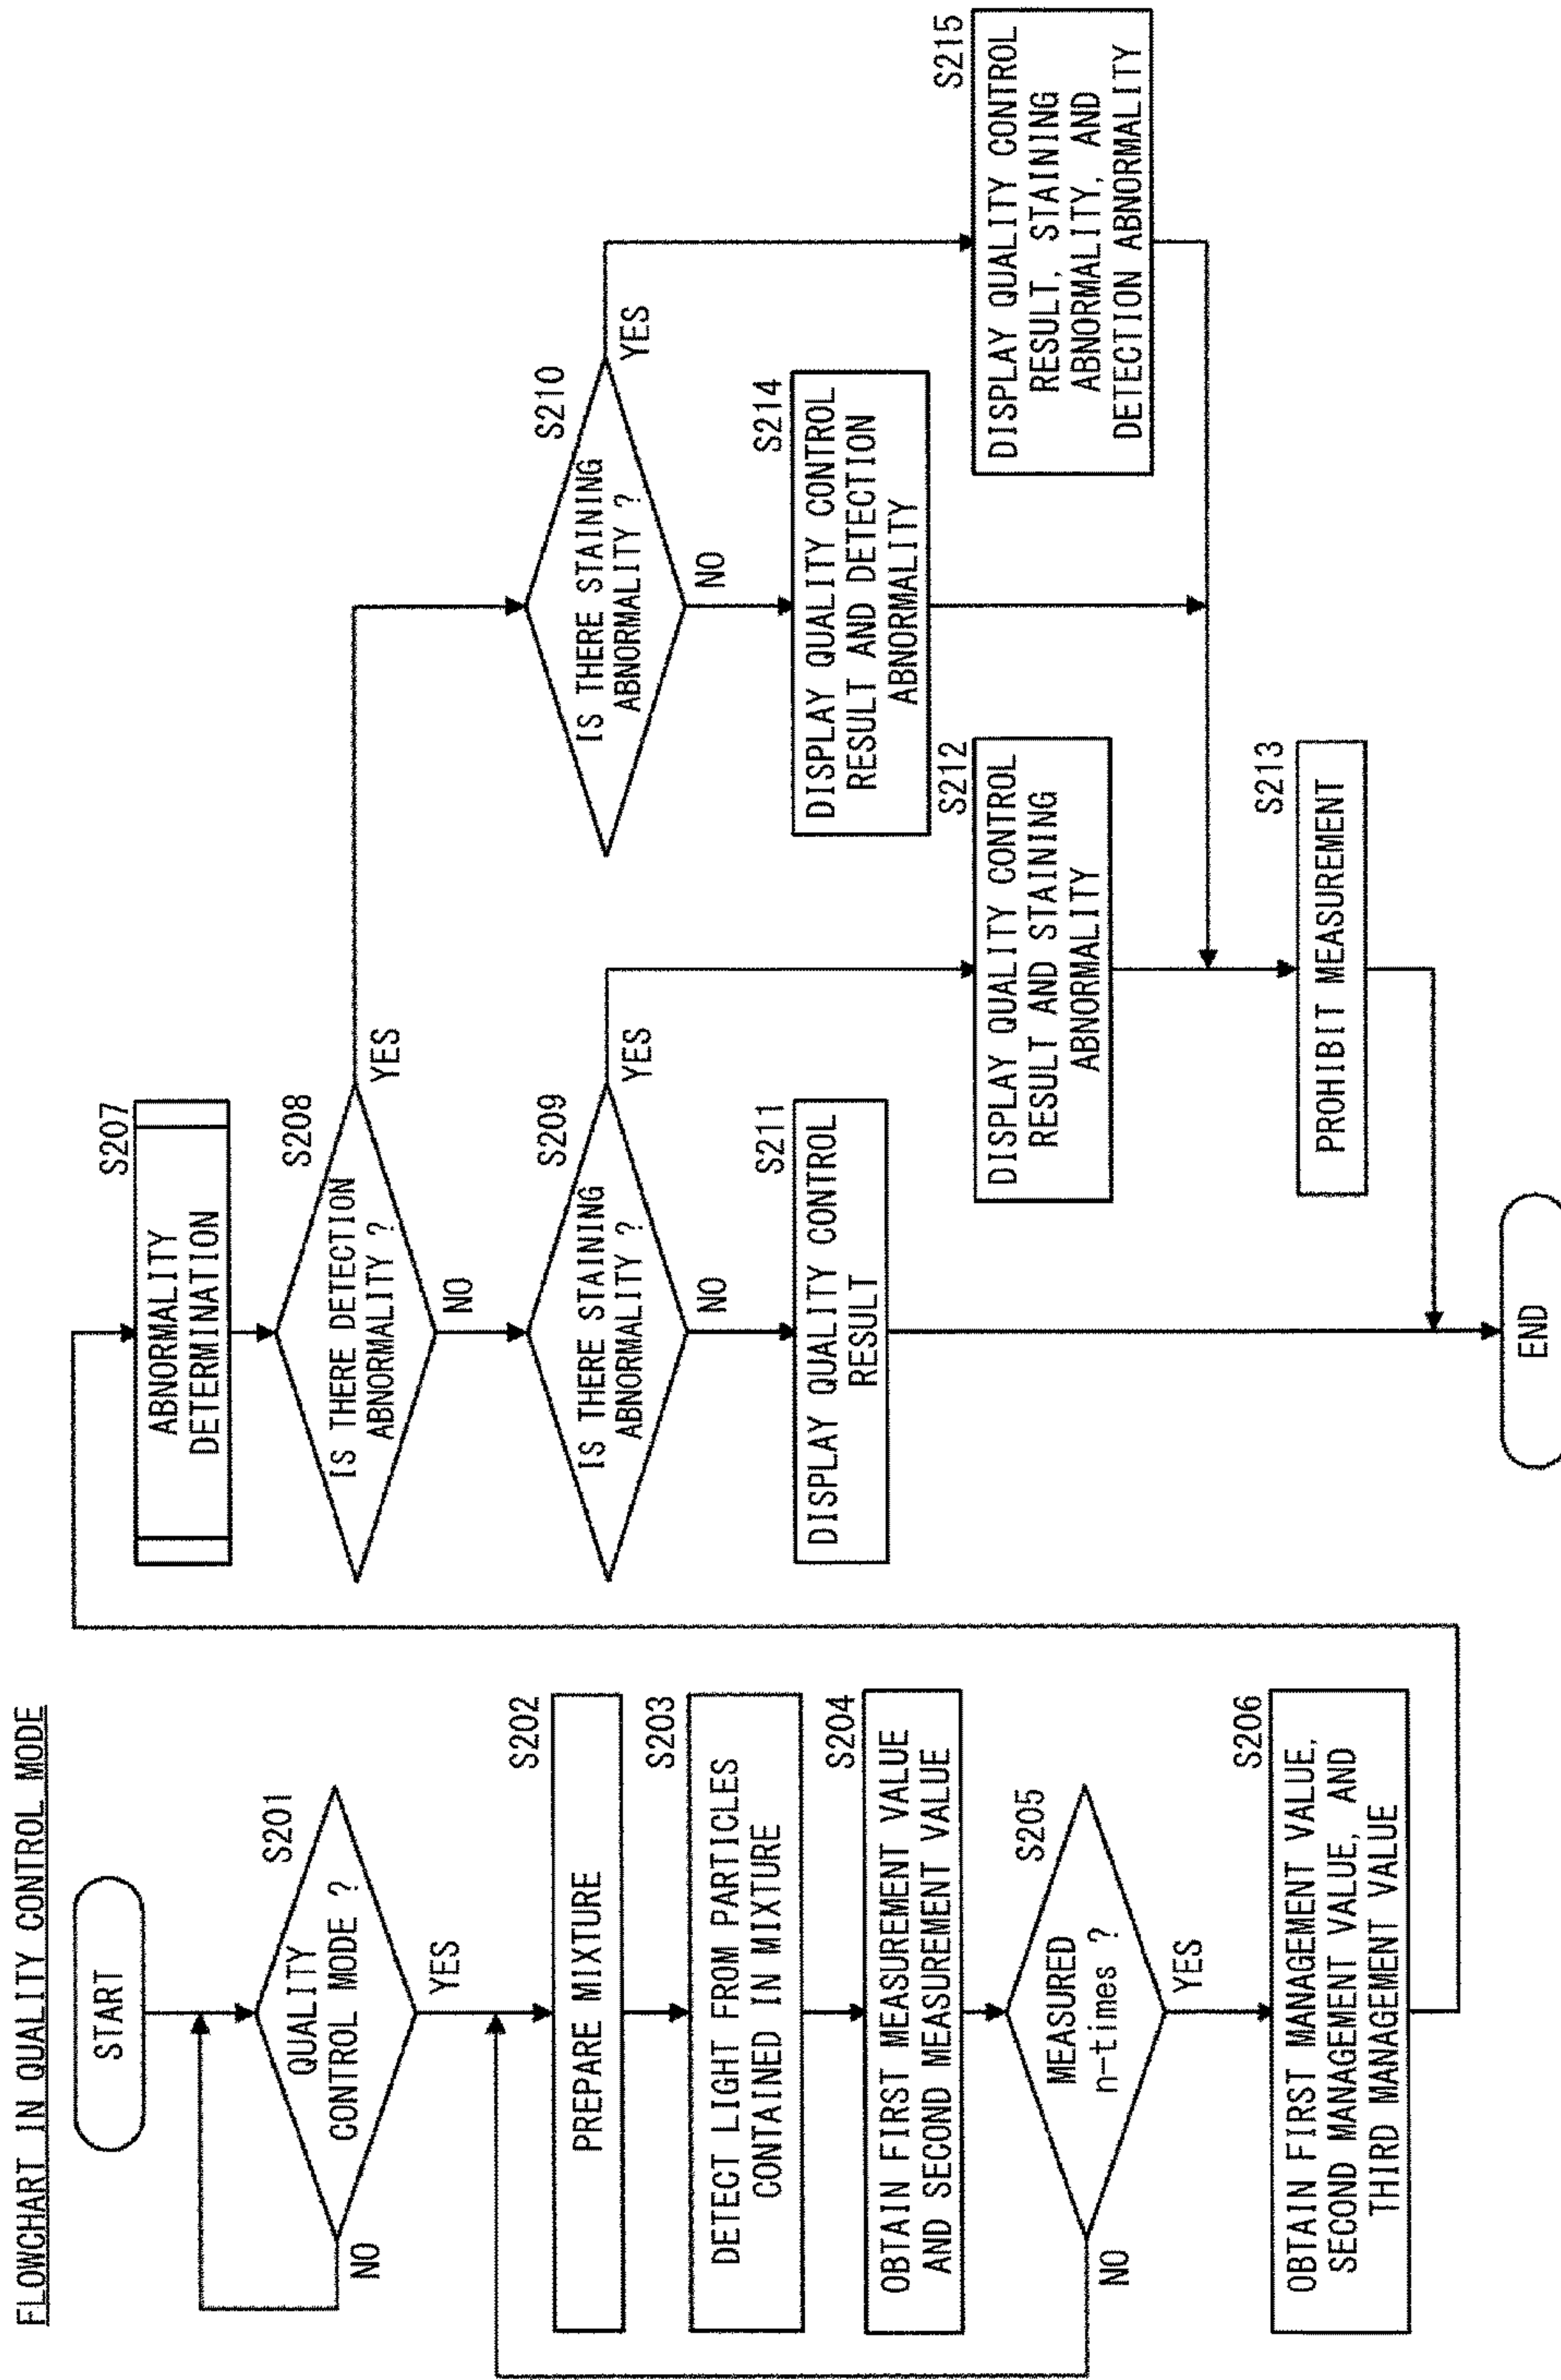 FLOWCHART IN QUALITY CONTROL MODE
START
S201
QUALITY
CONTROL MODE ?
NO
YES
S202
PREPARE MIXTURE
S203
DETECT LIGHT FROM PARTICLES
CONTAINED IN MIXTURE
S204
OBTAIN FIRST MEASUREMENT VALUE
AND SECOND MEASUREMENT VALUE
S205
MEASURED
n-times ?
NO
YES
S206
OBTAIN FIRST MANAGEMENT VALUE,
SECOND MANAGEMENT VALUE, AND
THIRD MANAGEMENT VALUE
S207
ABNORMALITY
DETERMINATION
S208
IS THERE DETECTION
ABNORMALITY ?
YES
NO
S209
IS THERE STAINING
ABNORMALITY ?
YES
NO
S211
DISPLAY QUALITY CONTROL
RESULT
S210
IS THERE STAINING
ABNORMALITY ?
YES
NO
S214
DISPLAY QUALITY CONTROL
RESULT AND DETECTION
ABNORMALITY
S212
DISPLAY QUALITY CONTROL
RESULT AND STAINING
ABNORMALITY
S215
DISPLAY QUALITY CONTROL
RESULT, STAINING
ABNORMALITY, AND
DETECTION ABNORMALITY
S213
PROHIBIT MEASUREMENT
END